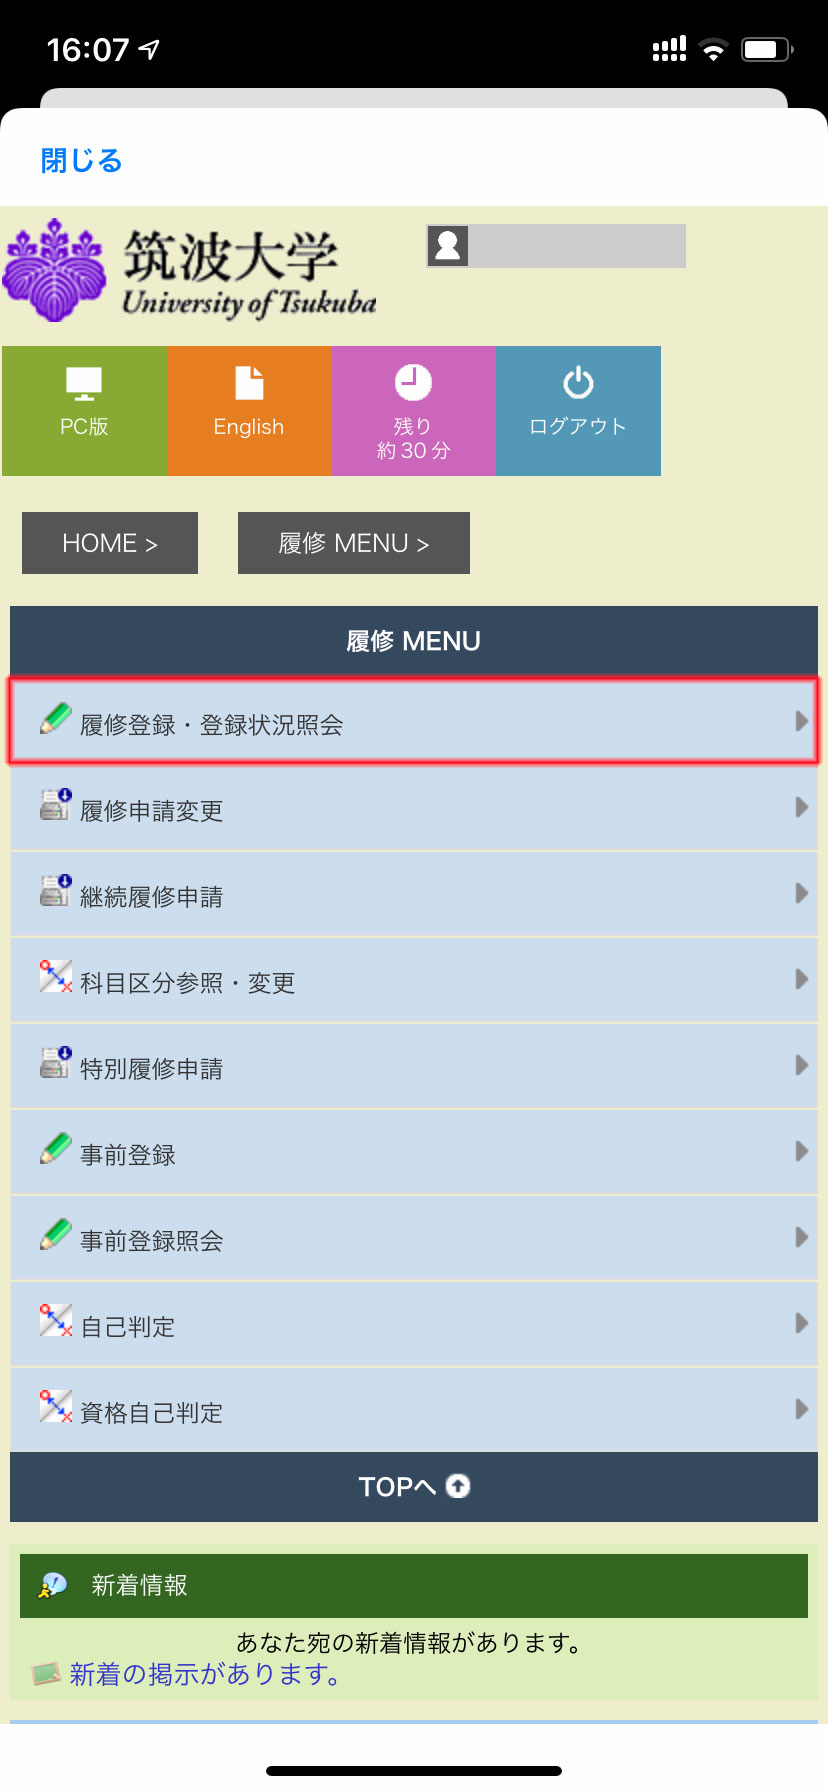 16:07
閉じる
筑波大学
University of Tsukuba
PC版
English
残り
約30分
ログアウト
HOME >
履修 MENU >
履修 MENU
履修登録・登録状況照会
履修申請変更
継続履修申請
科目区分参照・変更
特別履修申請
事前登録
事前登録照会
自己判定
資格自己判定
TOPへ
新着情報
あなた宛の新着情報があります。
新着の掲示があります。